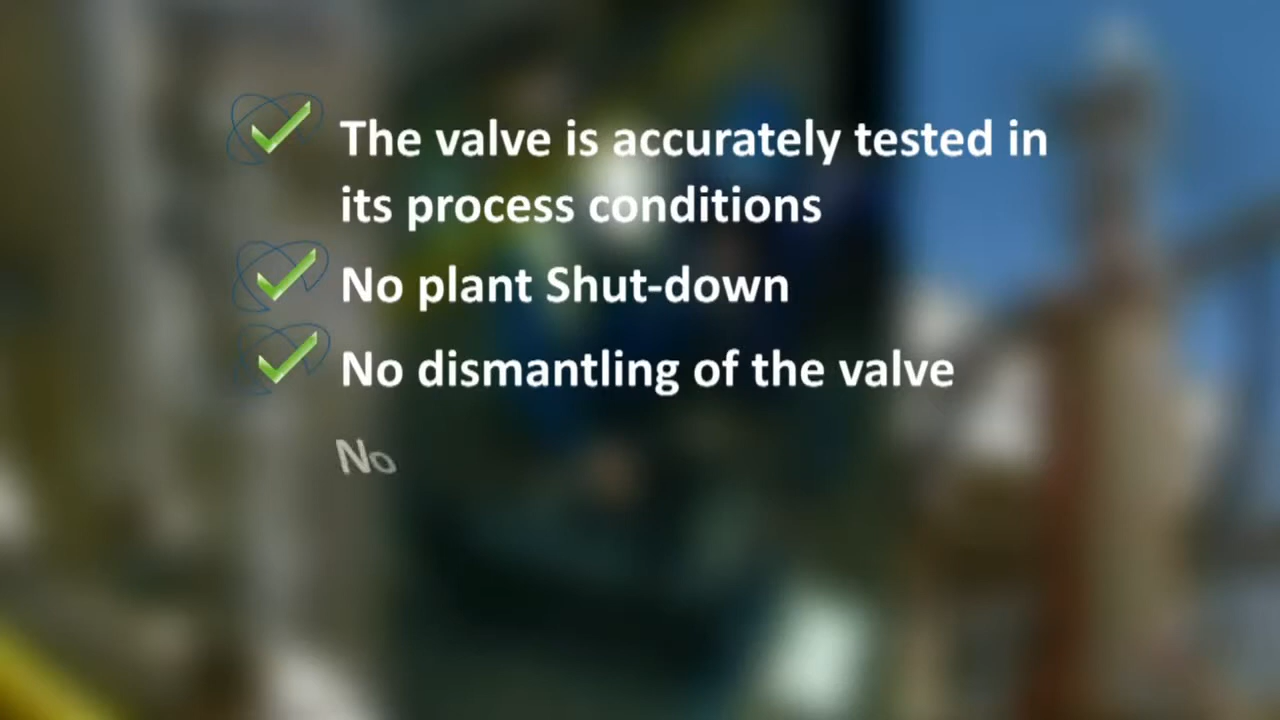 The valve is accurately tested in
its process conditions
No plant Shut-down
No dismantling of the valve
No